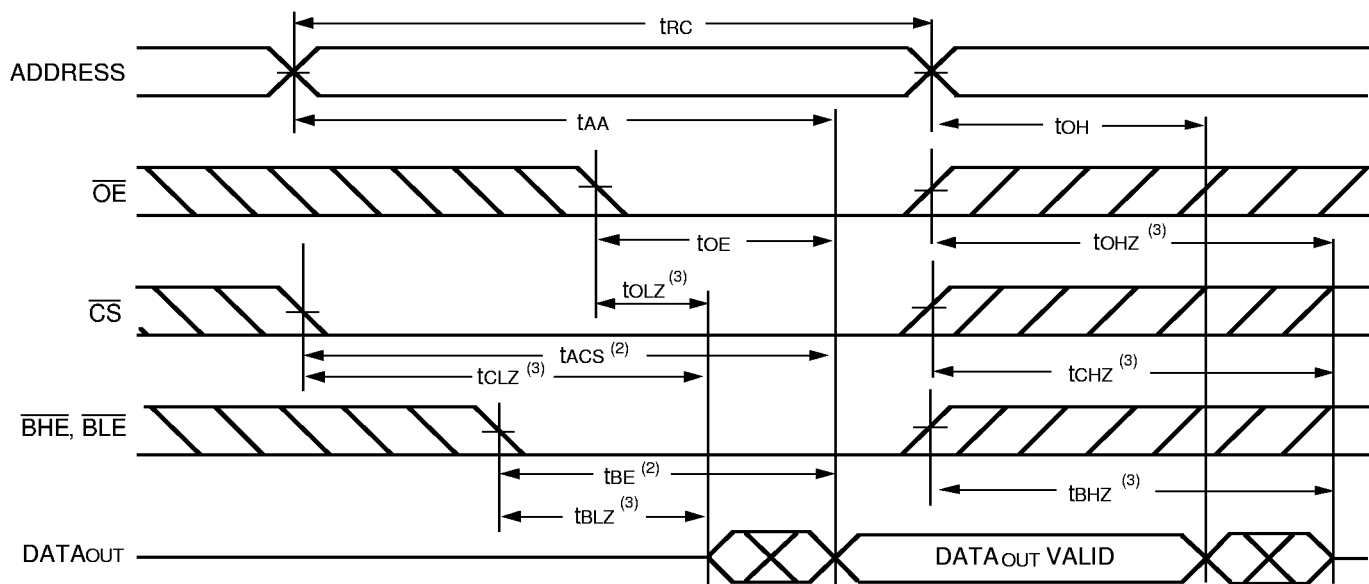 tRC
ADDRESS
tAA
tOH
OE
tOE
tOHZ (3)
tOLZ (3)
CS
tACS (2)
tCLZ (3)
tCHZ (3)
BHE, BLE
tBE (2)
tBHZ (3)
tBLZ (3)
DATAOUT
DATAOUT VALID